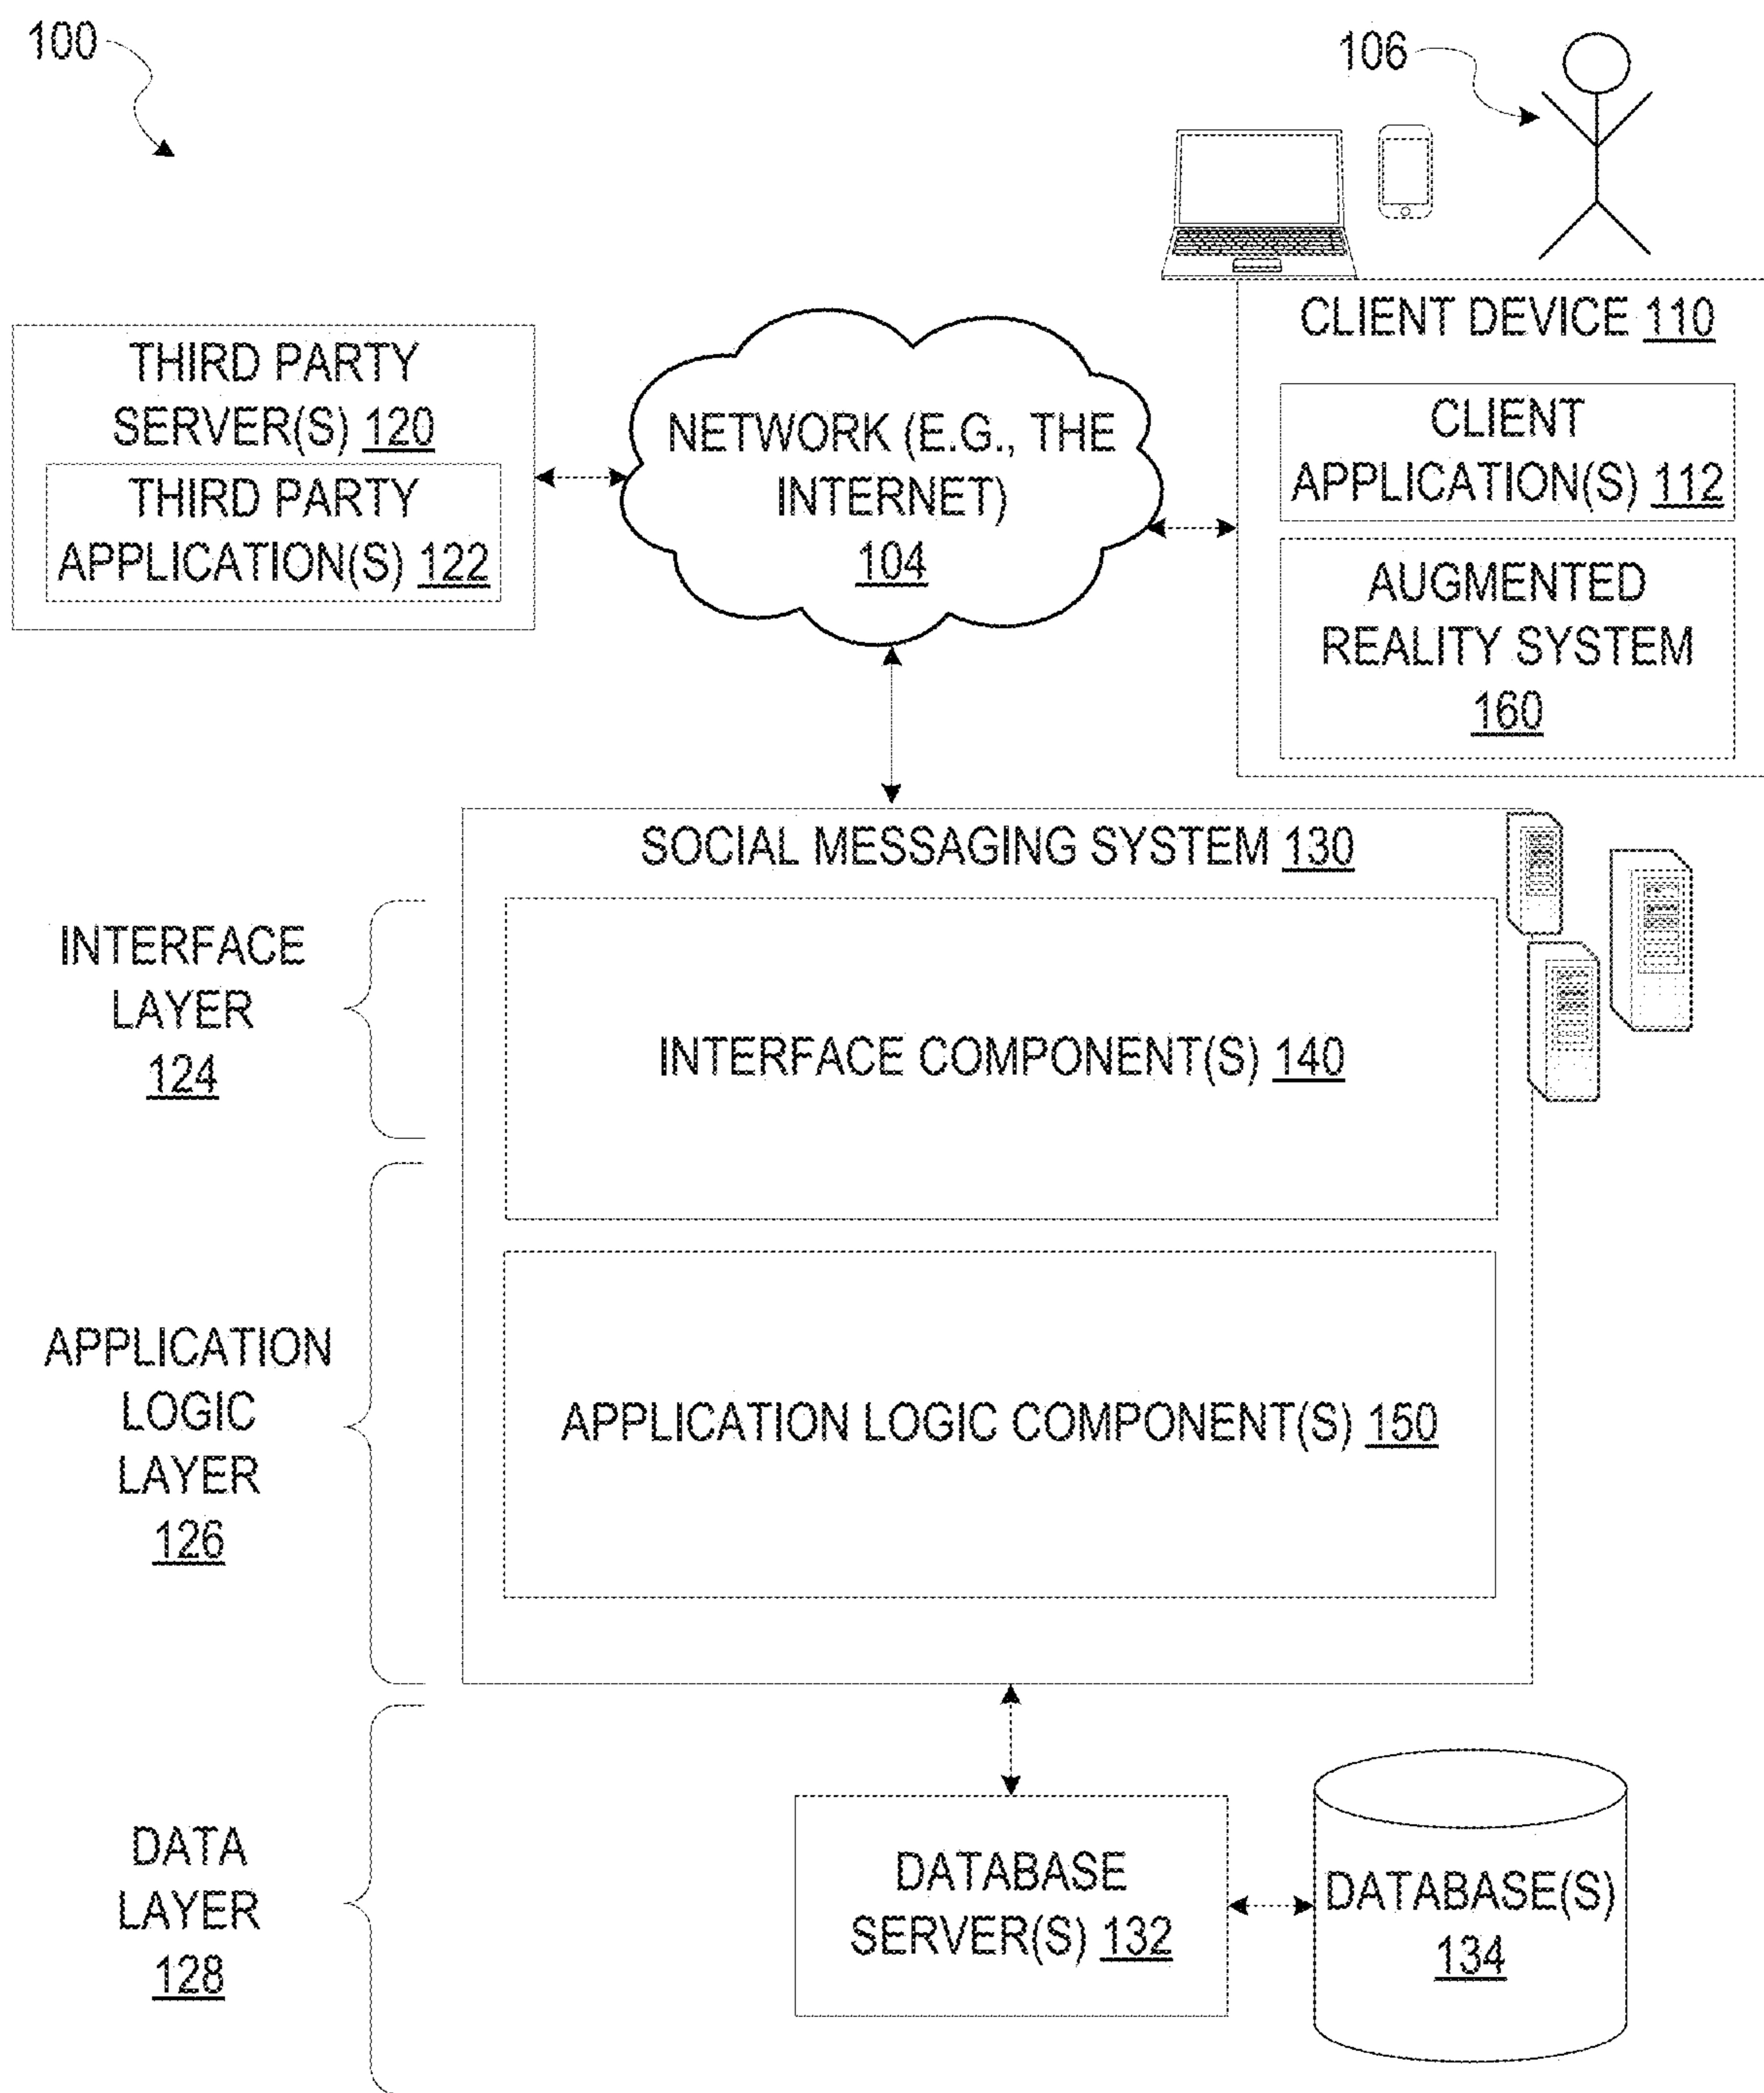 100
106
CLIENT DEVICE 110
CLIENT
APPLICATION(S) 112
AUGMENTED
REALITY SYSTEM
160
THIRD PARTY
SERVER(S) 120
THIRD PARTY
APPLICATION(S) 122
NETWORK (E.G., THE
INTERNET)
104
SOCIAL MESSAGING SYSTEM 130
INTERFACE
LAYER
124
INTERFACE COMPONENT(S) 140
APPLICATION
LOGIC
LAYER
126
APPLICATION LOGIC COMPONENT(S) 150
DATA
LAYER
128
DATABASE
SERVER(S) 132
DATABASE(S)
134